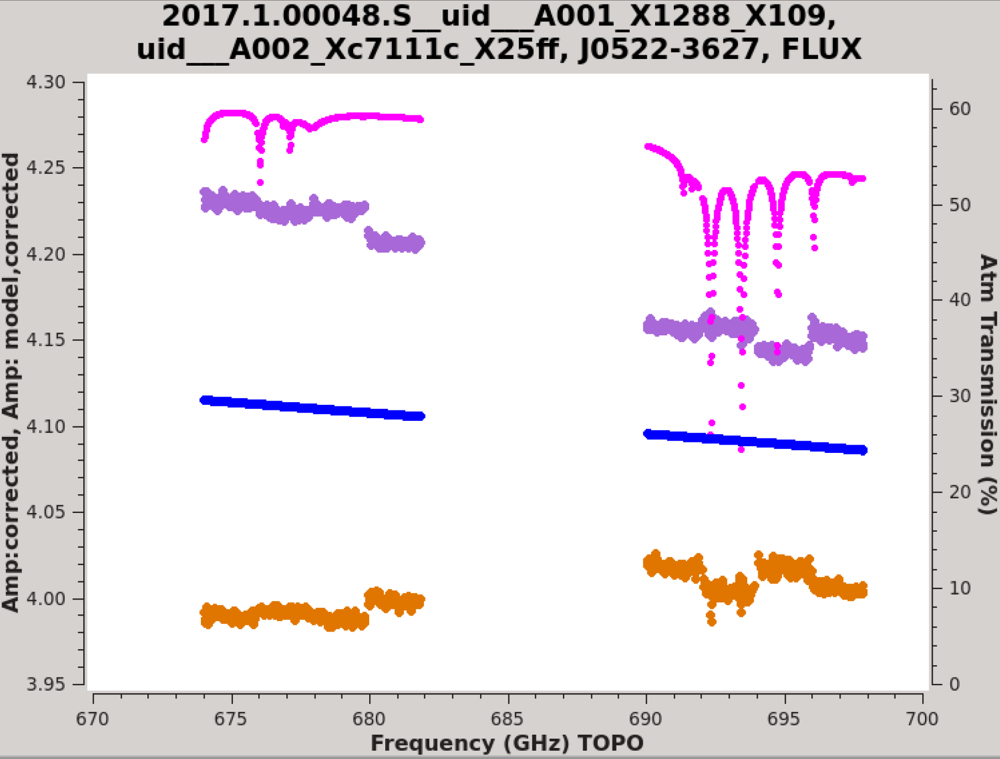 2017.1.00048.S__uid___A001_X1288_X109,
uid___A002_Xc7111c_X25ff, J0522-3627, FLUX
Amp:corrected, Amp: model,corrected
4.30
4.25
4.20
4.15
4.10
4.05
4.00
3.95
60
50
40
30
20
10
0
Atm Transmission (%)
670 675 680 685 690 695 700
Frequency (GHz) TOPO